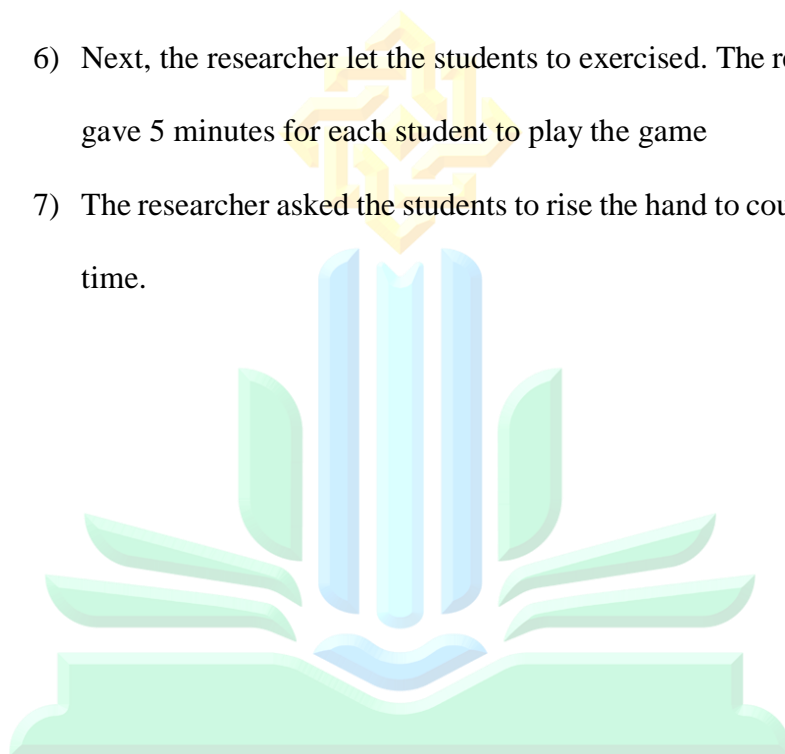 6) Next, the researcher let the students to exercised. The
gave 5 minutes for each student to play the game
7) The researcher asked the students to rise the hand to
time.